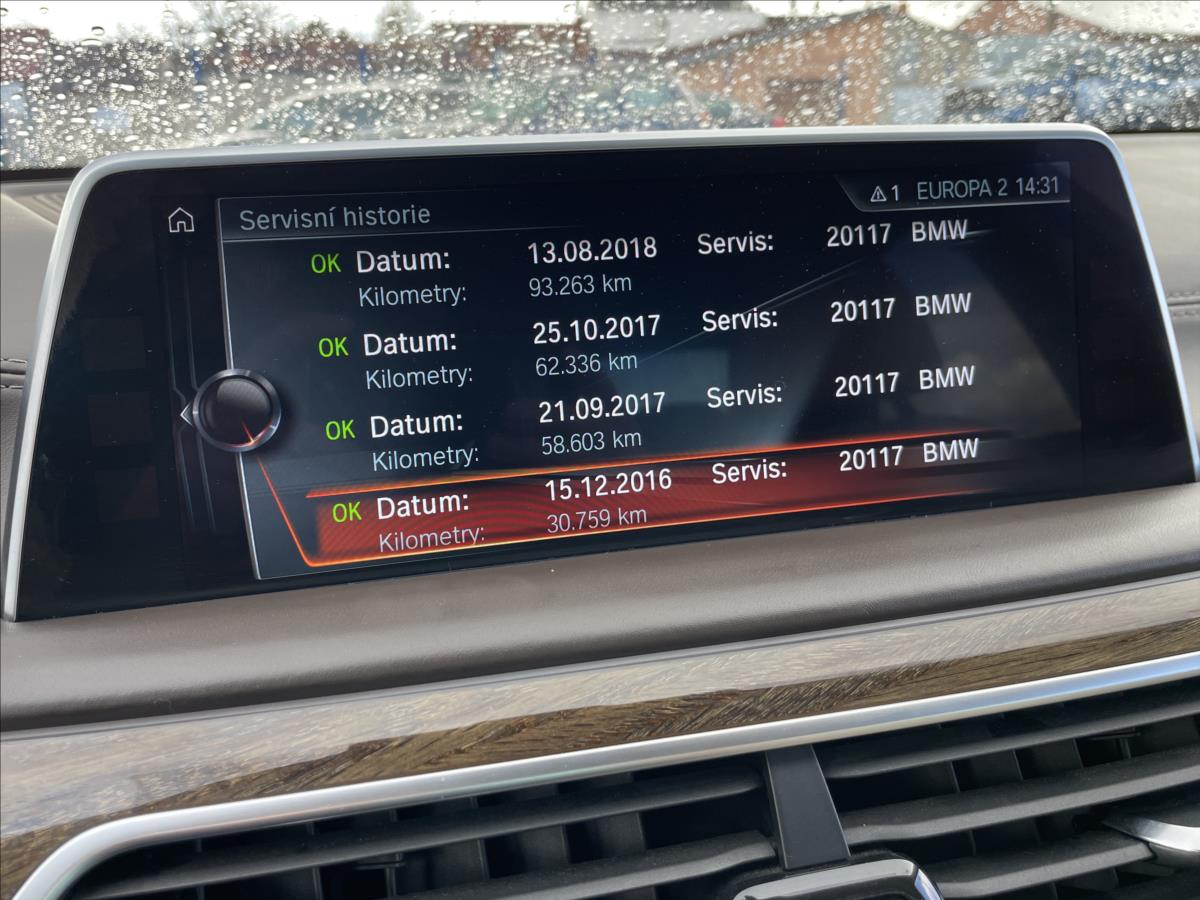 Servisní historie 1 EUROPA 2 14:31
OK Datum: 13.08.2018 Servis: 20117 BMW
Kilometry: 93.263 km
OK Datum: 25.10.2017 Servis: 20117 BMW
Kilometry: 62.336 km
OK Datum: 21.09.2017 Servis: 20117 BMW
Kilometry: 58.603 km
OK Datum: 15.12.2016 Servis: 20117 BMW
Kilometry: 30.759 km